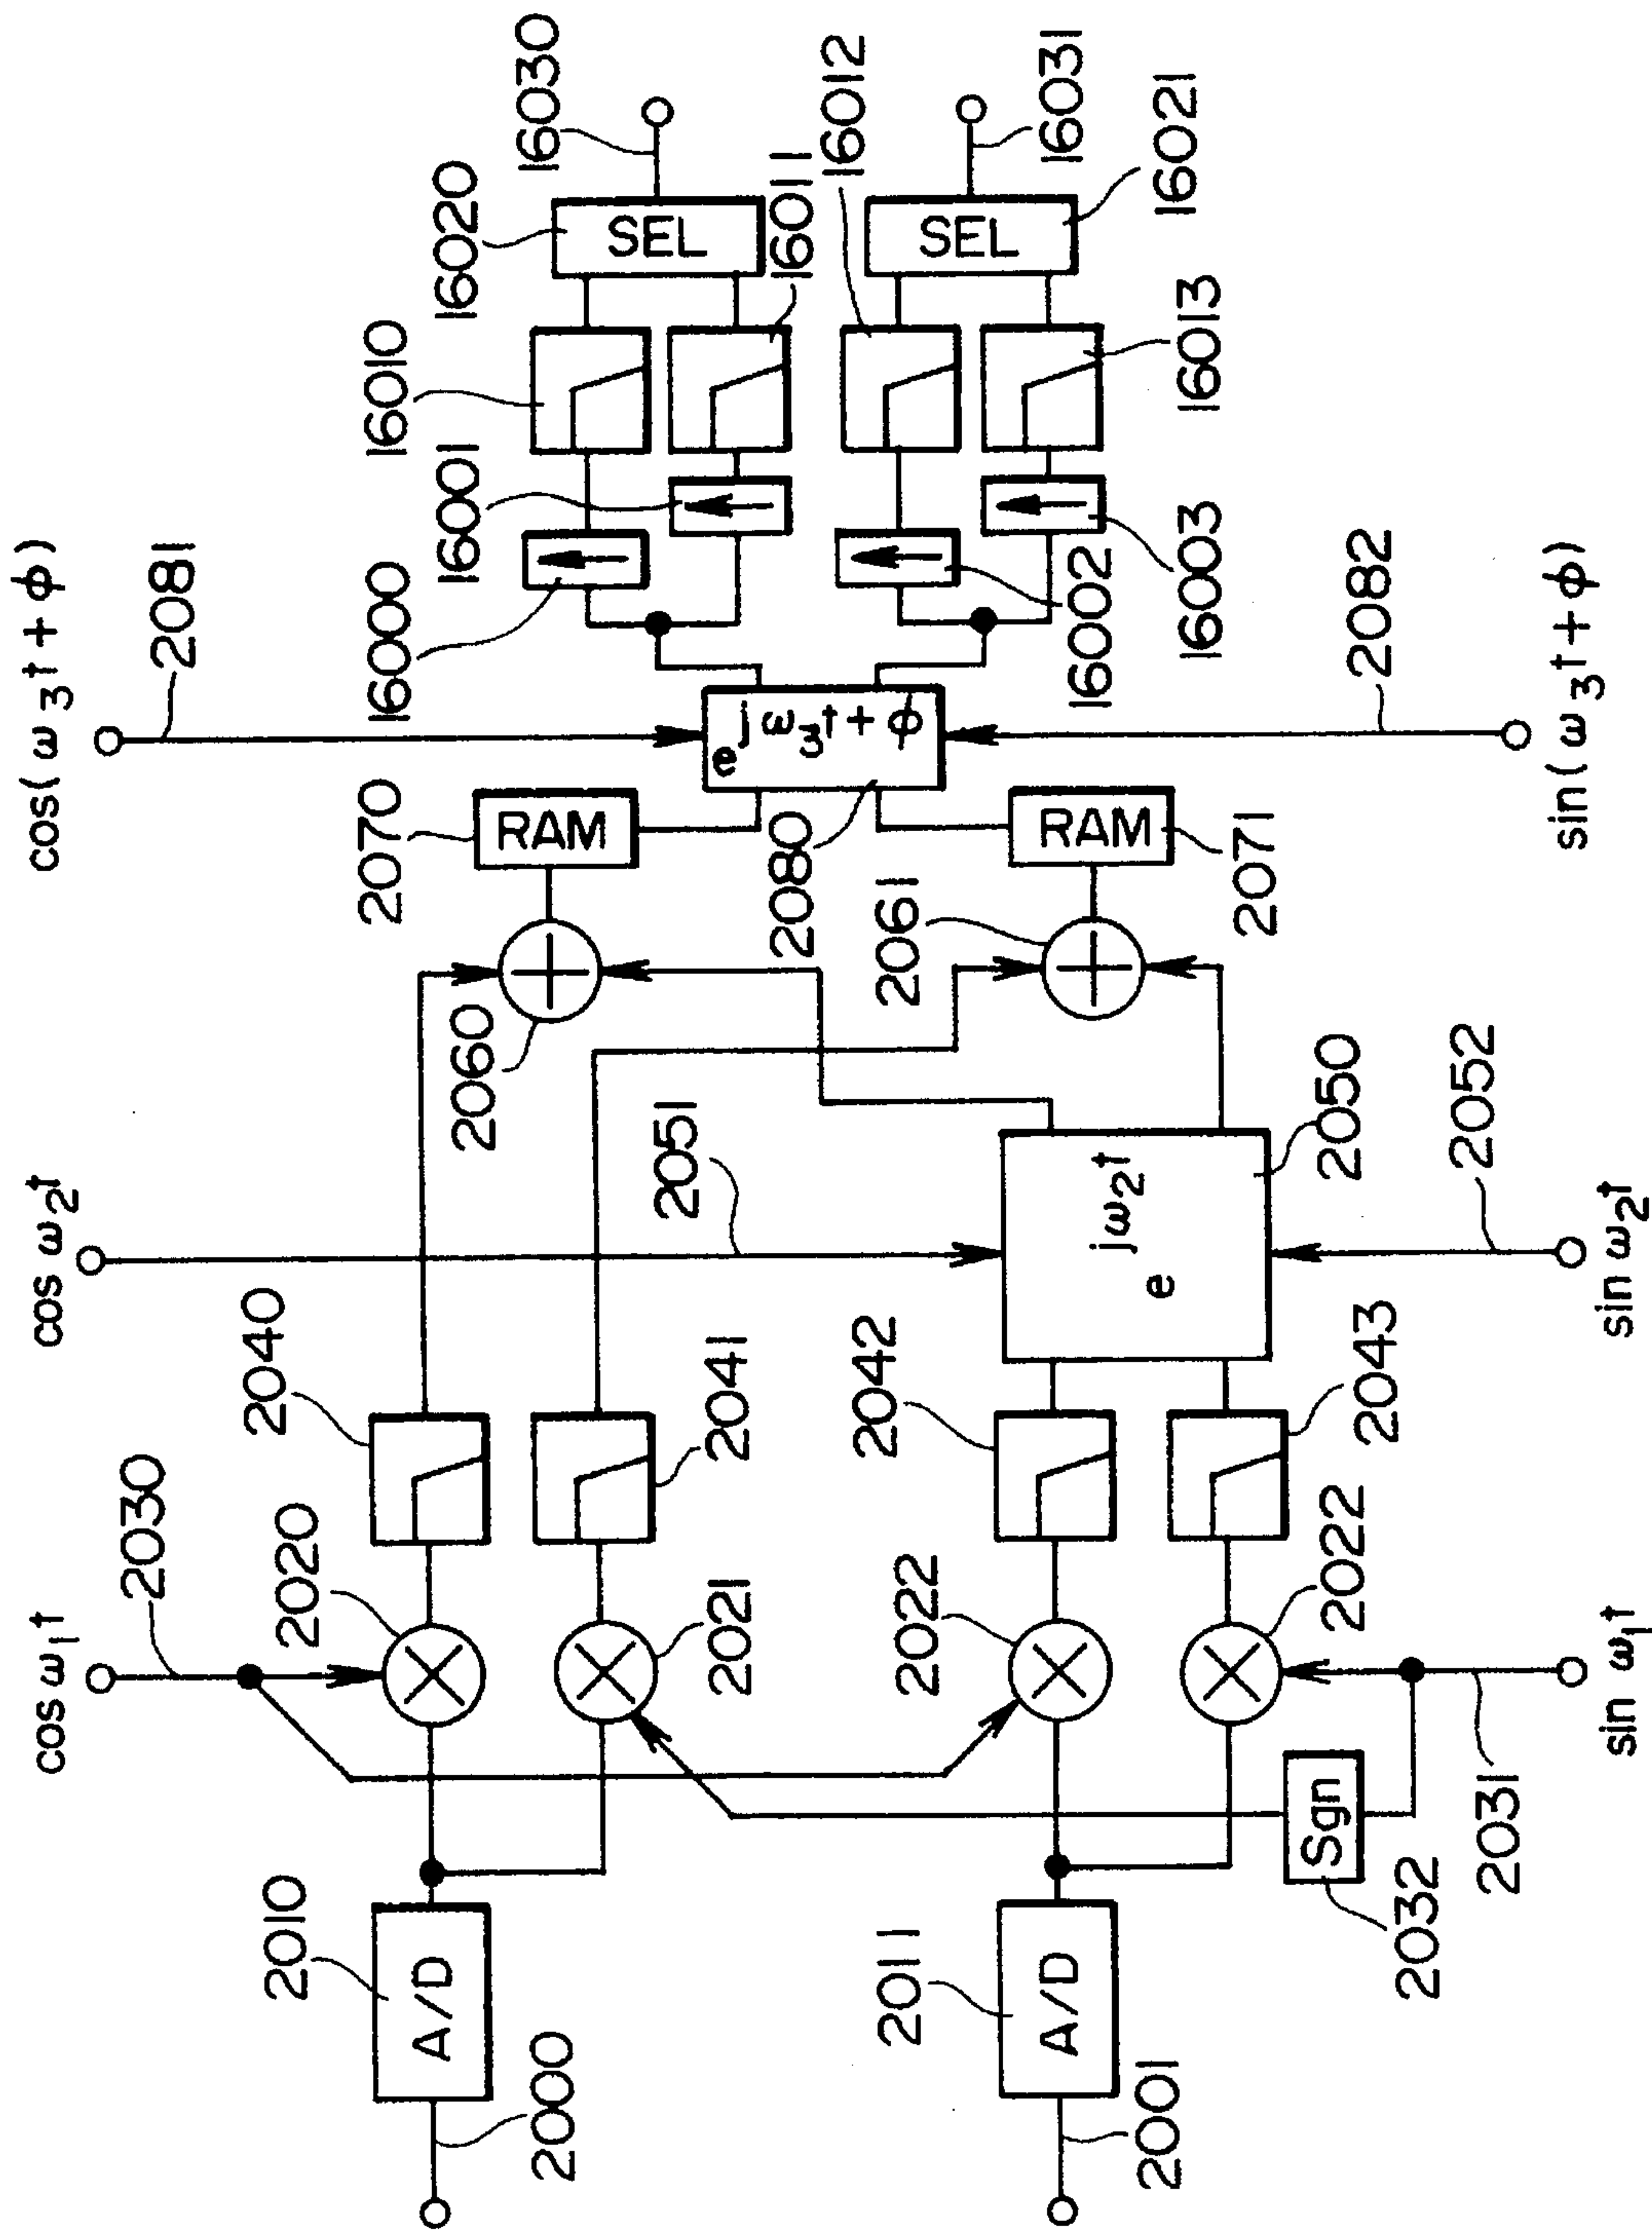 cos ω₁t
2030
cos ω₂t
2051
cos(ω₃t+ϕ)
2081
2000
A/D
2010
2020
2040
2021
2041
2060
2070
RAM
16000
16001
16010
16011
16020
SEL
16030
2001
A/D
2011
2022
2042
2022
2043
e jω₂t
2050
2061
RAM
2071
e jω₃t+ϕ
2080
16002
16003
16012
16013
SEL
16021
16031
Sgn
2032
2031
sin ω₁t
2052
sin ω₂t
2082
sin(ω₃t+ϕ)